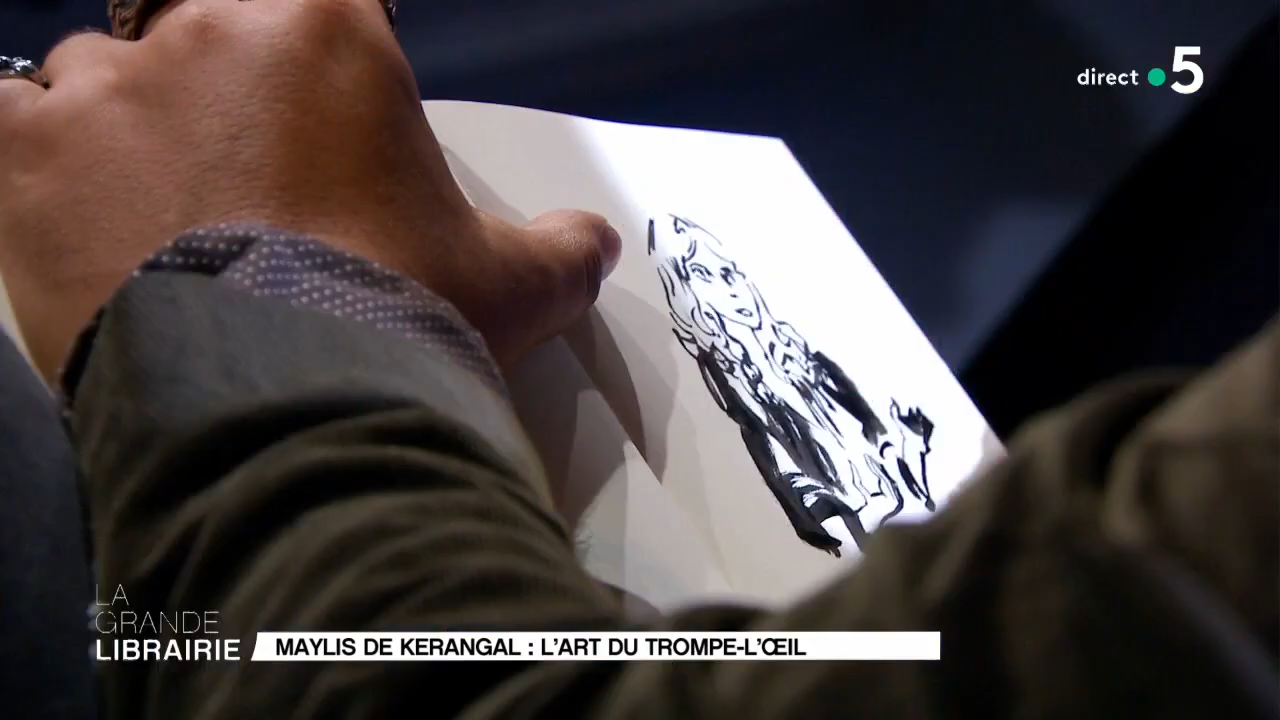 direct 5
LA
GRANDE
LIBRAIRIE
MAYLIS DE KERANGAL : L'ART DU TROMPE-L'ŒIL